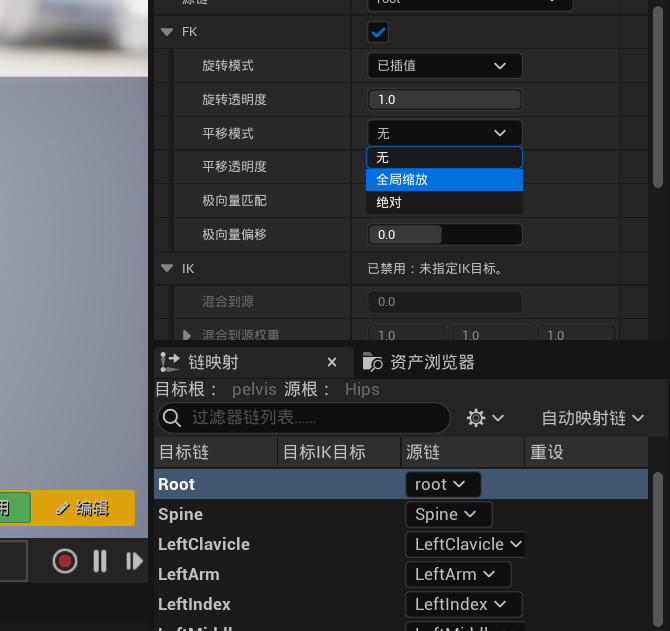 源链 root
FK
旋转模式 已插值
旋转透明度 1.0
平移模式 无
无
平移透明度
全局缩放
极向量匹配 绝对
极向量偏移 0.0
IK 已禁用：未指定IK目标。
混合到源 0.0
混合到源权重 1.0 1.0 1.0
链映射 × 资产浏览器
目标根： pelvis 源根： Hips
过滤器链列表…… 自动映射链
目标链 目标IK目标 源链 重设
Root root
用 编辑
Spine Spine
LeftClavicle LeftClavicle
LeftArm LeftArm
LeftIndex LeftIndex